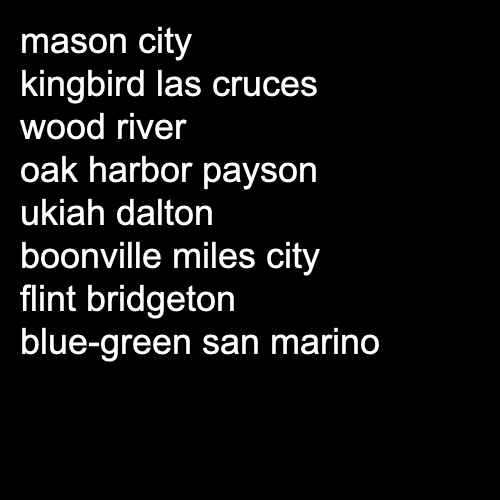 mason city
kingbird las cruces
wood river
oak harbor payson
ukiah dalton
boonville miles city
flint bridgeton
blue-green san marino